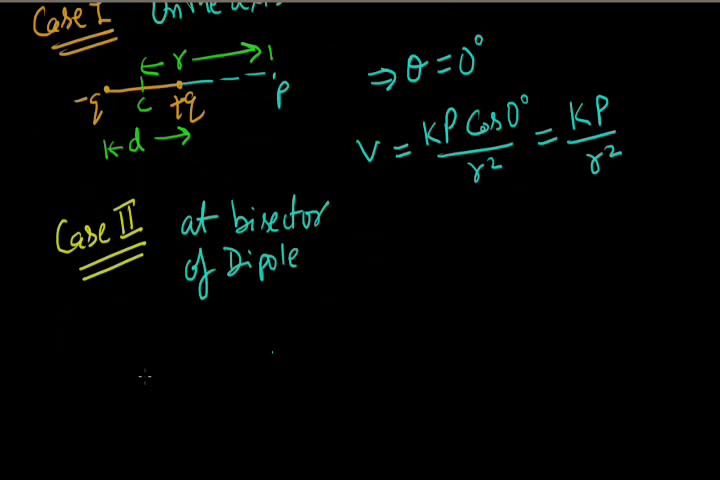 Case I
⇒ θ = 0°
r
-q c +q p
d
V = KP Cos0° / r² = KP / r²
Case II at bisector
of Dipole